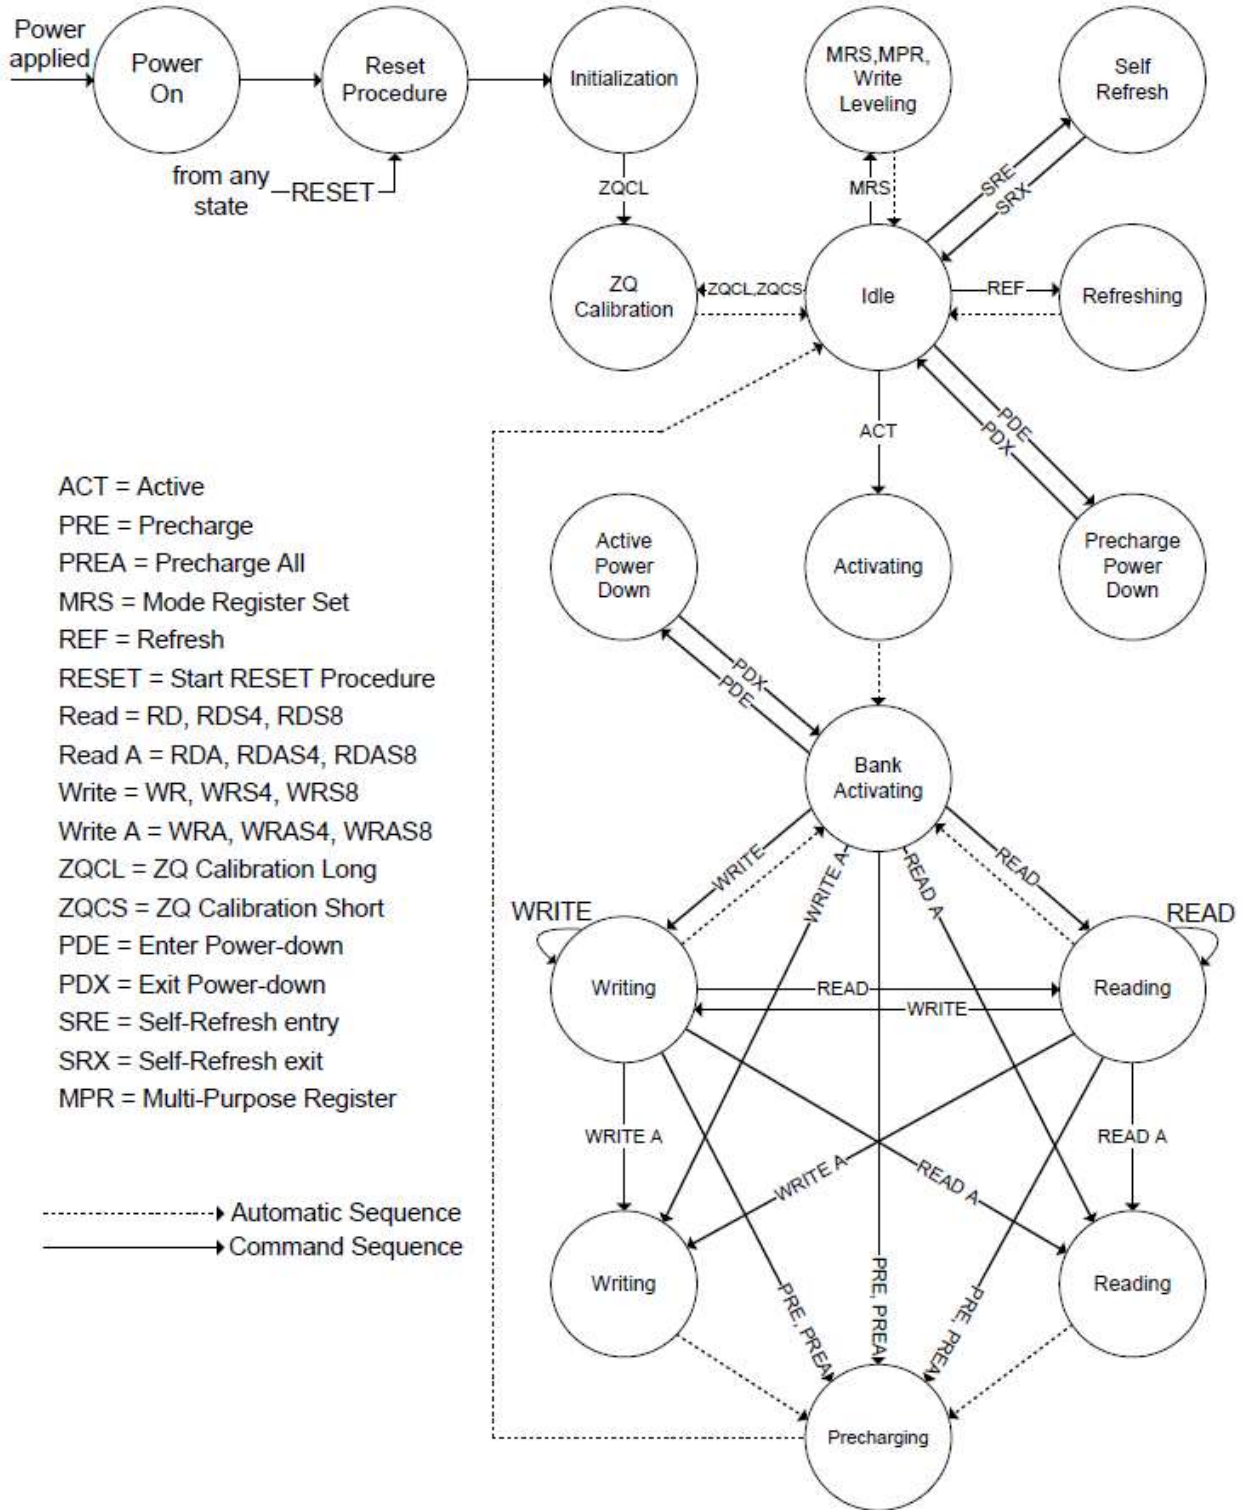 Power
applied
Power
On
Reset
Procedure
Initialization
MRS,MPR,
Write
Leveling
Self
Refresh
from any
state
RESET
ZQCL
MRS
SRE
SRX
ZQ
Calibration
ZQCL,ZQCS
Idle
REF
Refreshing
ACT
PDE
PDX
ACT = Active
PRE = Precharge
PREA = Precharge All
MRS = Mode Register Set
REF = Refresh
RESET = Start RESET Procedure
Read = RD, RDS4, RDS8
Read A = RDA, RDAS4, RDAS8
Write = WR, WRS4, WRS8
Write A = WRA, WRAS4, WRAS8
ZQCL = ZQ Calibration Long
ZQCS = ZQ Calibration Short
PDE = Enter Power-down
PDX = Exit Power-down
SRE = Self-Refresh entry
SRX = Self-Refresh exit
MPR = Multi-Purpose Register
Automatic Sequence
Command Sequence
Active
Power
Down
Activating
Precharge
Power
Down
PDX
PDE
Bank
Activating
WRITE
WRITE A
READ A
READ
WRITE
READ
Writing
READ
WRITE
Reading
WRITE A
WRITE A
READ A
READ A
Writing
PRE, PREA
PRE, PREA
PRE, PREA
Reading
Precharging